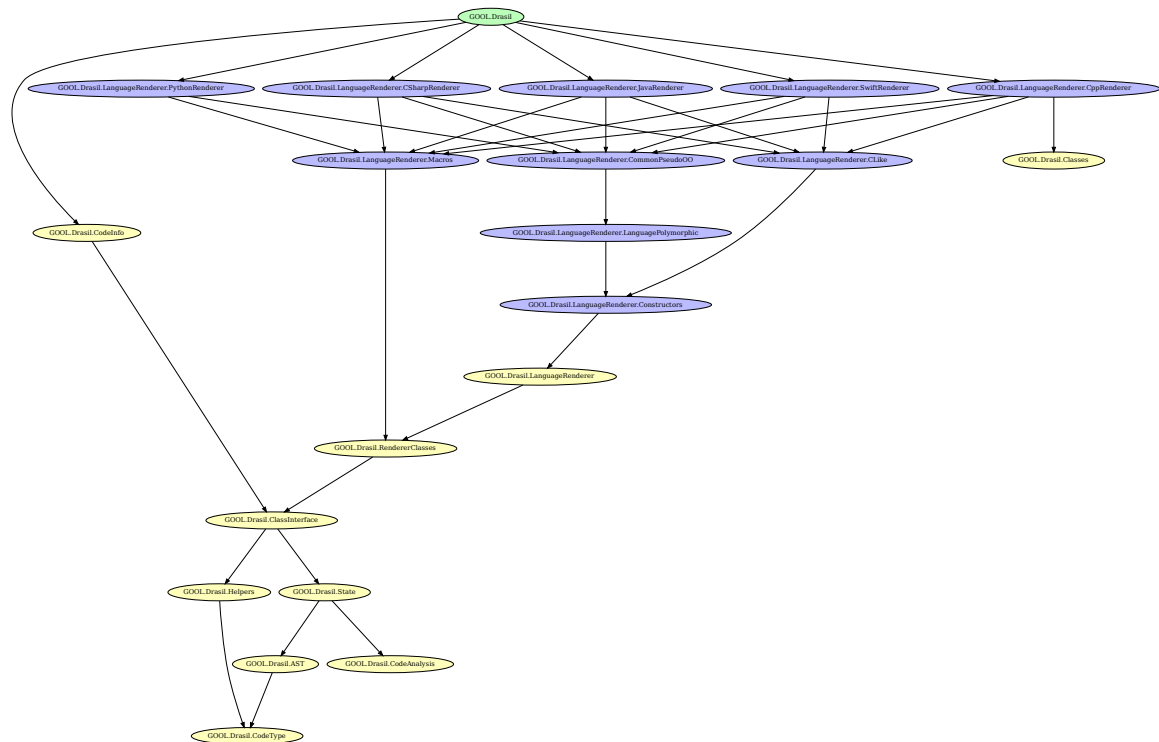 GOOL.Drasil
GOOL.Drasil.LanguageRenderer.PythonRenderer
GOOL.Drasil.LanguageRenderer.CSharpRenderer
GOOL.Drasil.LanguageRenderer.JavaRenderer
GOOL.Drasil.LanguageRenderer.SwiftRenderer
GOOL.Drasil.LanguageRenderer.CppRenderer
GOOL.Drasil.LanguageRenderer.Macros
GOOL.Drasil.LanguageRenderer.CommonPseudoOO
GOOL.Drasil.LanguageRenderer.CLike
GOOL.Drasil.Classes
GOOL.Drasil.CodeInfo
GOOL.Drasil.LanguageRenderer.LanguagePolymorphic
GOOL.Drasil.LanguageRenderer.Constructors
GOOL.Drasil.LanguageRenderer
GOOL.Drasil.RendererClasses
GOOL.Drasil.ClassInterface
GOOL.Drasil.Helpers
GOOL.Drasil.State
GOOL.Drasil.AST
GOOL.Drasil.CodeAnalysis
GOOL.Drasil.CodeType